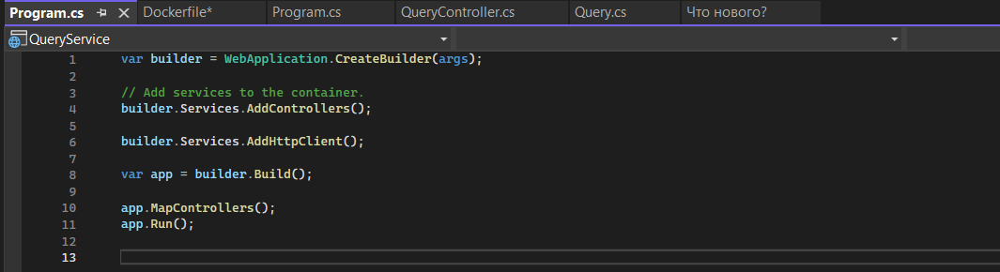 Program.cs Dockerfile* Program.cs QueryController.cs Query.cs Что нового?
QueryService
1 var builder = WebApplication.CreateBuilder(args);
2
3 // Add services to the container.
4 builder.Services.AddControllers();
5
6 builder.Services.AddHttpClient();
7
8 var app = builder.Build();
9
10 app.MapControllers();
11 app.Run();
12
13